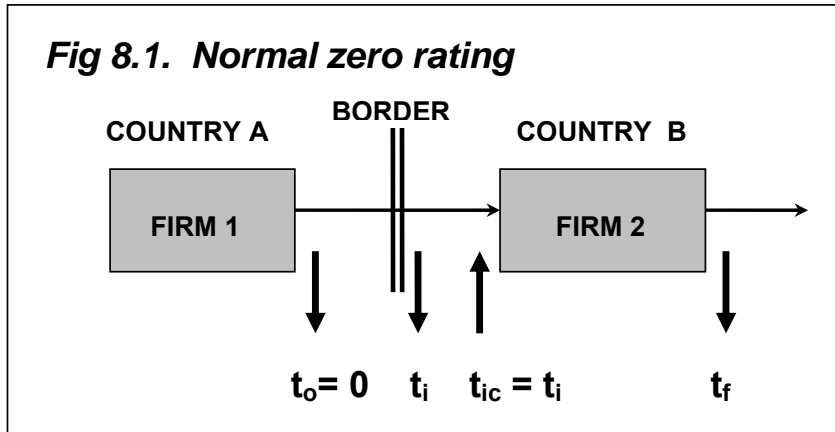 Fig 8.1. Normal zero rating
BORDER
COUNTRY A COUNTRY B
FIRM 1 FIRM 2
tₒ= 0 tᵢ tᵢc = tᵢ tf